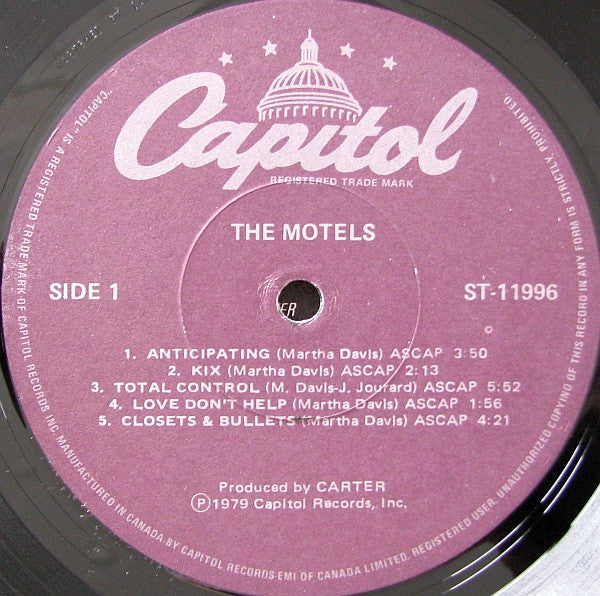 Capitol
REGISTERED TRADE MARK
THE MOTELS
SIDE 1
ST-11996
ER
1. ANTICIPATING (Martha Davis) ASCAP 3:50
2. KIX (Martha Davis) ASCAP 2:13
3. TOTAL CONTROL (M. Davis-J. Jourard) ASCAP 5:52
4. LOVE DON'T HELP (Martha Davis) ASCAP 1:56
5. CLOSETS & BULLETS (Martha Davis) ASCAP 4:21
Produced by CARTER
Ⓟ1979 Capitol Records, Inc.
"CAPITOL" IS A REGISTERED TRADE MARK OF CAPITOL RECORDS INC. MANUFACTURED IN CANADA BY CAPITOL RECORDS-EMI OF CANADA LIMITED. REGISTERED USER. UNAUTHORIZED COPYING OF THIS RECORD IN ANY FORM IS STRICTLY PROHIBITED.